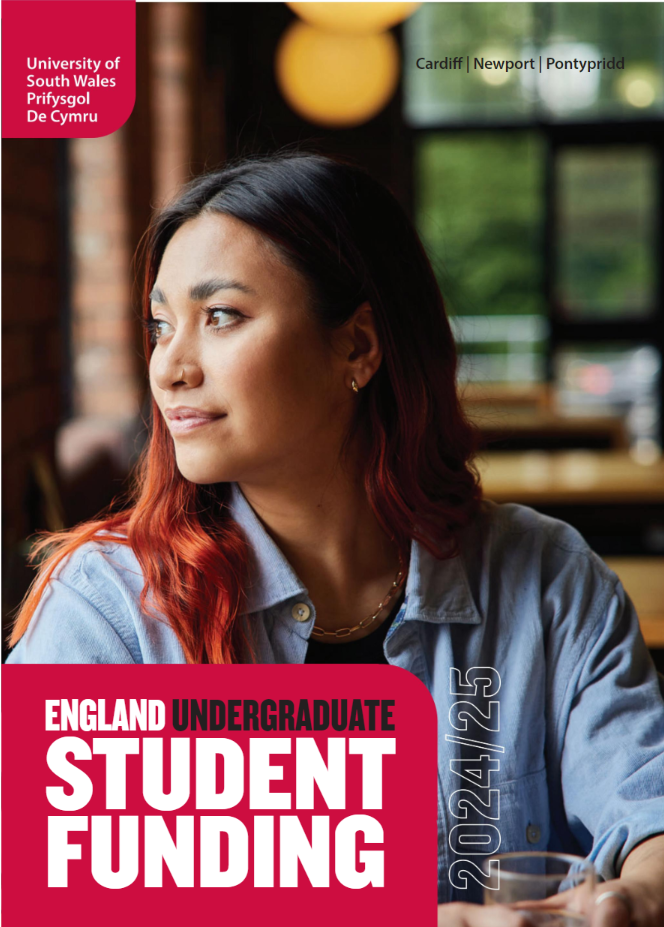 University of
South Wales
Prifysgol
De Cymru
Cardiff | Newport | Pontypridd
ENGLAND UNDERGRADUATE
STUDENT
FUNDING
2024/25